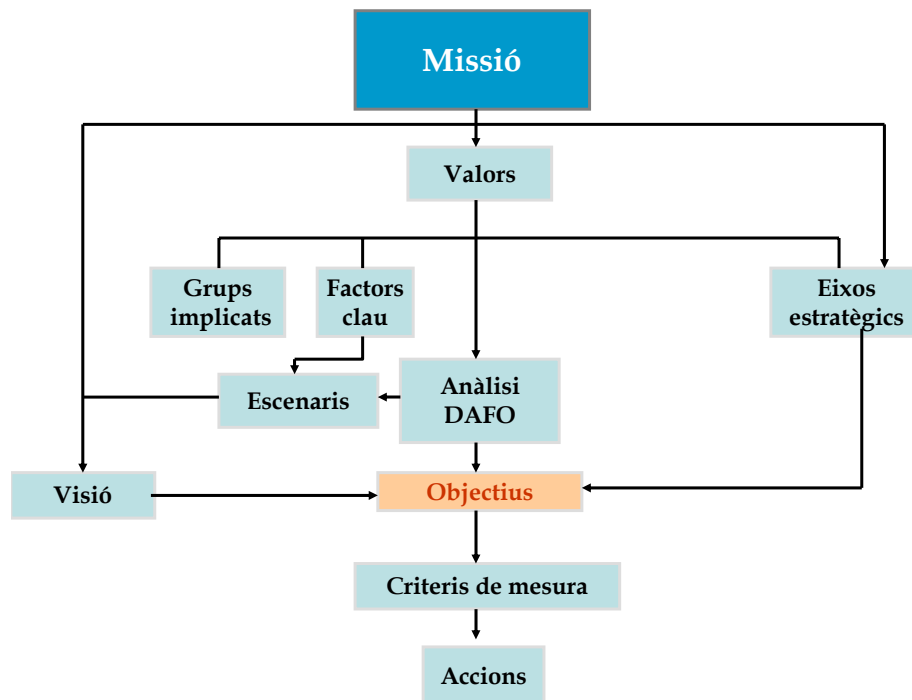 Missió
Valors
Grups
implicats
Factors
clau
Eixos
estratègics
Escenaris
Anàlisi
DAFO
Visió
Objectius
Criteris de mesura
Accions